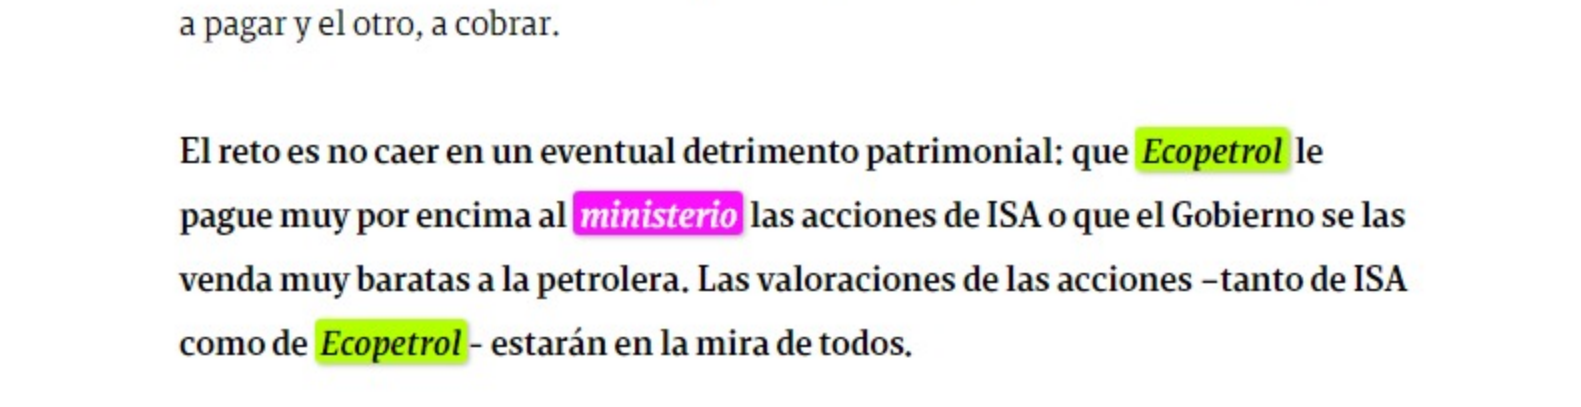 a pagar y el otro, a cobrar.
El reto es no caer en un eventual detrimento patrimonial: que Ecopetrol le
pague muy por encima al ministerio las acciones de ISA o que el Gobierno se las
venda muy baratas a la petrolera. Las valoraciones de las acciones –tanto de ISA
como de Ecopetrol- estarán en la mira de todos.